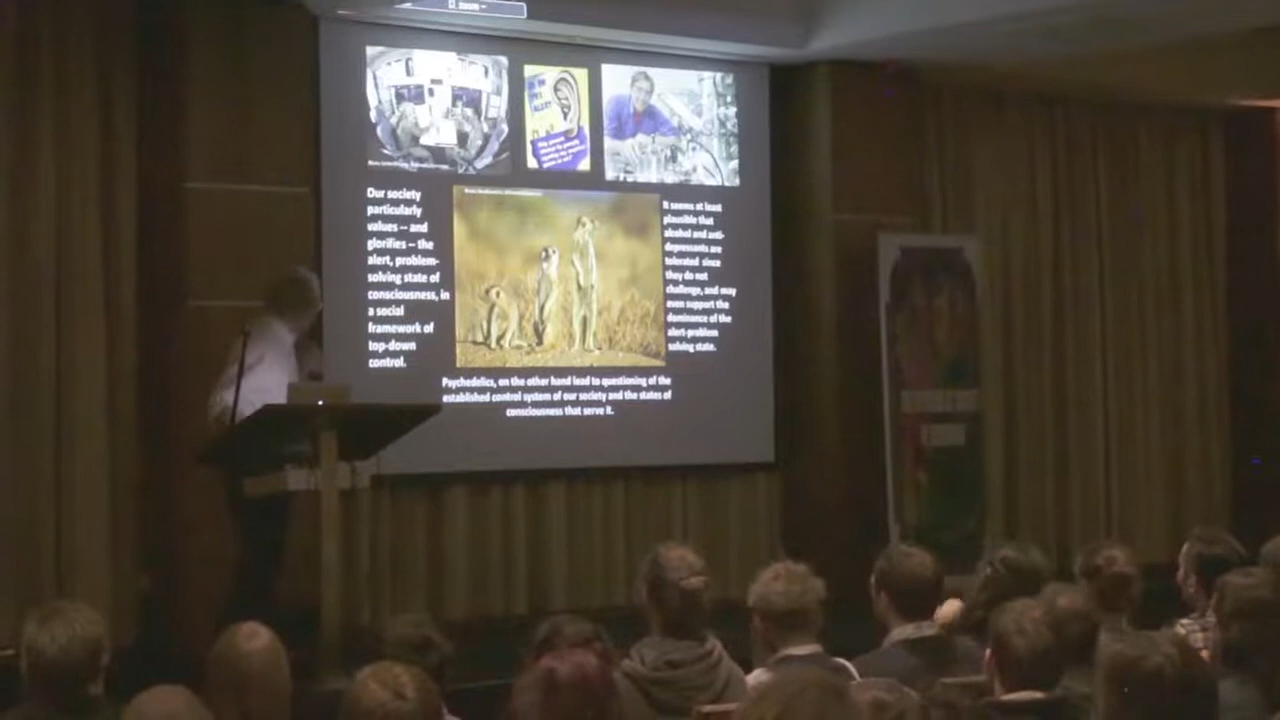 zoom
Our society
particularly
values -- and
glorifies -- the
alert, problem-
solving state of
consciousness, in
a social
framework of
top-down
control.
It seems at least
plausible that
alcohol and anti-
depressants are
tolerated since
they do not
challenge, and may
even support the
dominance of the
alert-problem
solving state.
Psychedelics, on the other hand lead to questioning of the
established control system of our society and the states of
consciousness that serve it.